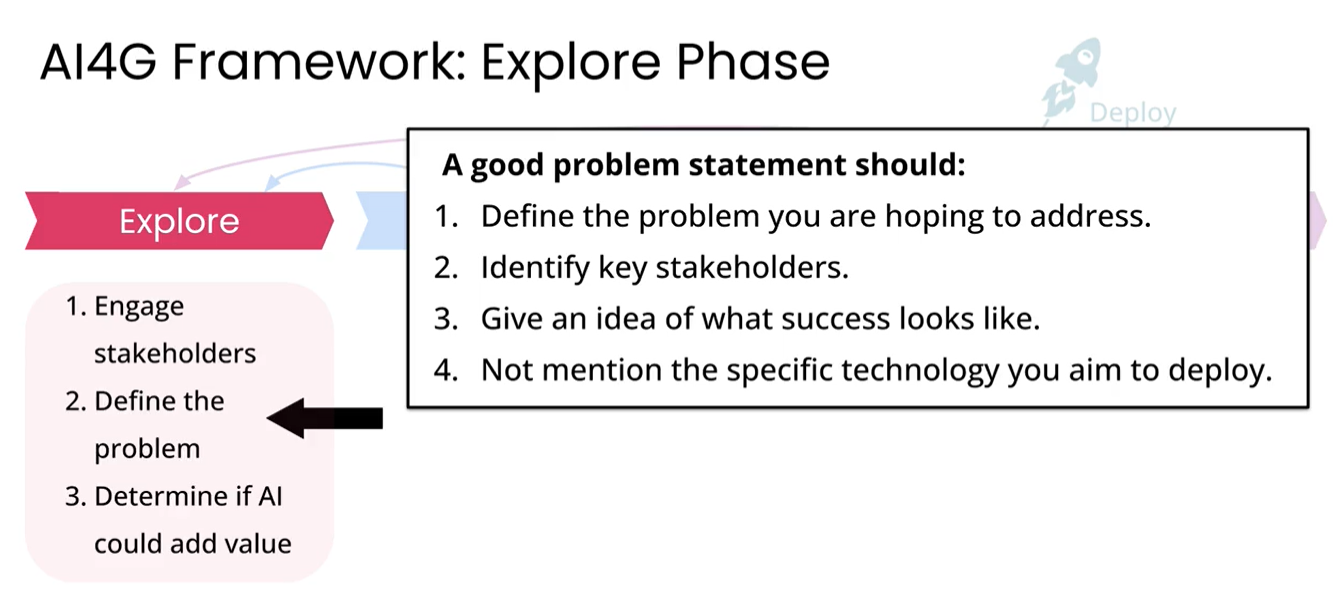 AI4G Framework: Explore Phase
Deploy
A good problem statement should:
1. Define the problem you are hoping to address.
2. Identify key stakeholders.
3. Give an idea of what success looks like.
4. Not mention the specific technology you aim to deploy.
Explore
1. Engage
stakeholders
2. Define the
problem
3. Determine if AI
could add value